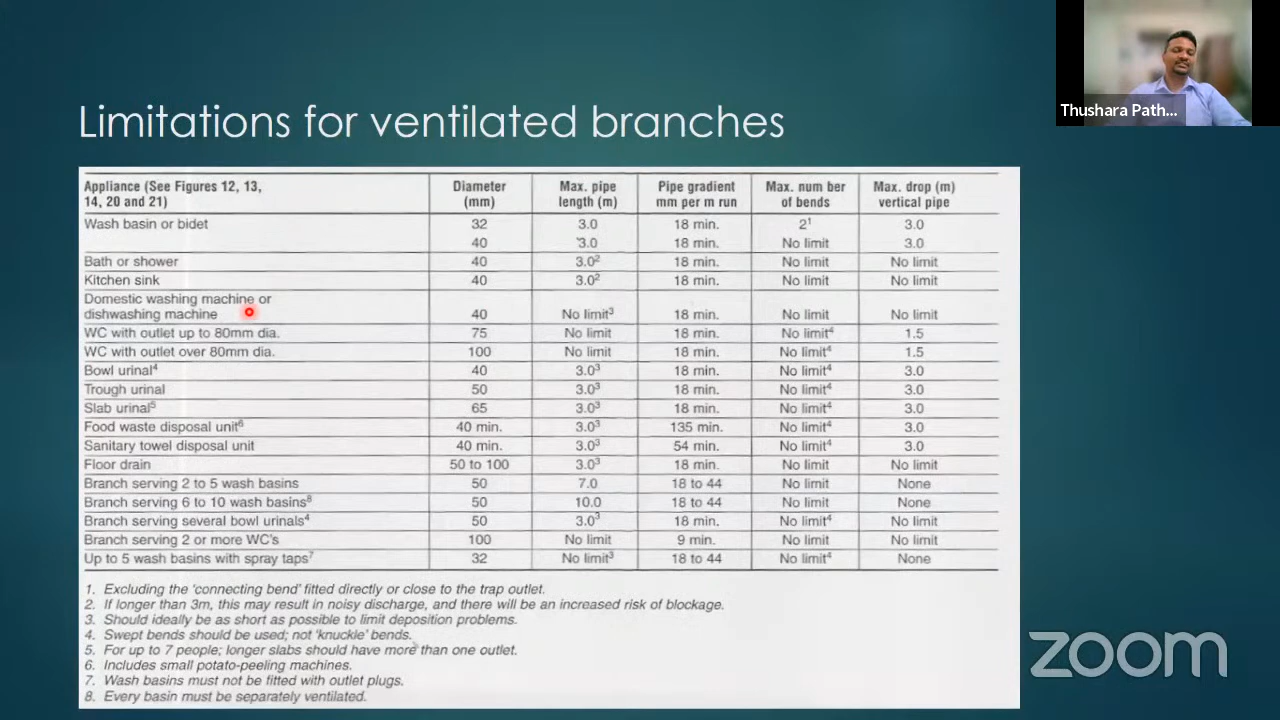 Thushara Path...
Limitations for ventilated branches
Appliance (See Figures 12, 13, 14, 20 and 21) Diameter (mm) Max. pipe length (m) Pipe gradient mm per m run Max. num ber of bends Max. drop (m) vertical pipe
Wash basin or bidet 32 3.0 18 min. 2¹ 3.0
40 3.0 18 min. No limit 3.0
Bath or shower 40 3.0² 18 min. No limit No limit
Kitchen sink 40 3.0² 18 min. No limit No limit
Domestic washing machine or
dishwashing machine 40 No limit³ 18 min. No limit No limit
WC with outlet up to 80mm dia. 75 No limit 18 min. No limit⁴ 1.5
WC with outlet over 80mm dia. 100 No limit 18 min. No limit⁴ 1.5
Bowl urinal⁴ 40 3.0³ 18 min. No limit⁴ 3.0
Trough urinal 50 3.0³ 18 min. No limit⁴ 3.0
Slab urinal⁵ 65 3.0³ 18 min. No limit⁴ 3.0
Food waste disposal unit⁶ 40 min. 3.0³ 135 min. No limit⁴ 3.0
Sanitary towel disposal unit 40 min. 3.0³ 54 min. No limit⁴ 3.0
Floor drain 50 to 100 3.0³ 18 min. No limit No limit
Branch serving 2 to 5 wash basins 50 7.0 18 to 44 No limit None
Branch serving 6 to 10 wash basins⁸ 50 10.0 18 to 44 No limit None
Branch serving several bowl urinals⁴ 50 3.0³ 18 min. No limit⁴ No limit
Branch serving 2 or more WC's 100 No limit 9 min. No limit No limit
Up to 5 wash basins with spray taps⁷ 32 No limit³ 18 to 44 No limit⁴ None
1. Excluding the 'connecting bend' fitted directly or close to the trap outlet.
2. If longer than 3m, this may result in noisy discharge, and there will be an increased risk of blockage.
3. Should ideally be as short as possible to limit deposition problems.
4. Swept bends should be used; not 'knuckle' bends.
5. For up to 7 people; longer slabs should have more than one outlet.
6. Includes small potato-peeling machines.
7. Wash basins must not be fitted with outlet plugs.
8. Every basin must be separately ventilated.
zoom